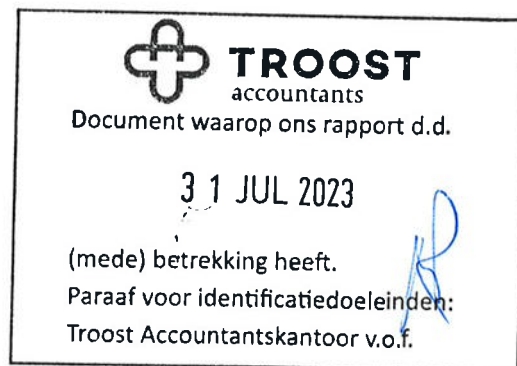 TROOST
accountants
Document waarop ons rapport d.d.
31 JUL 2023
(mede) betrekking heeft.
Paraaf voor identificatiedoeleinden:
Troost Accountantskantoor v.o.f.